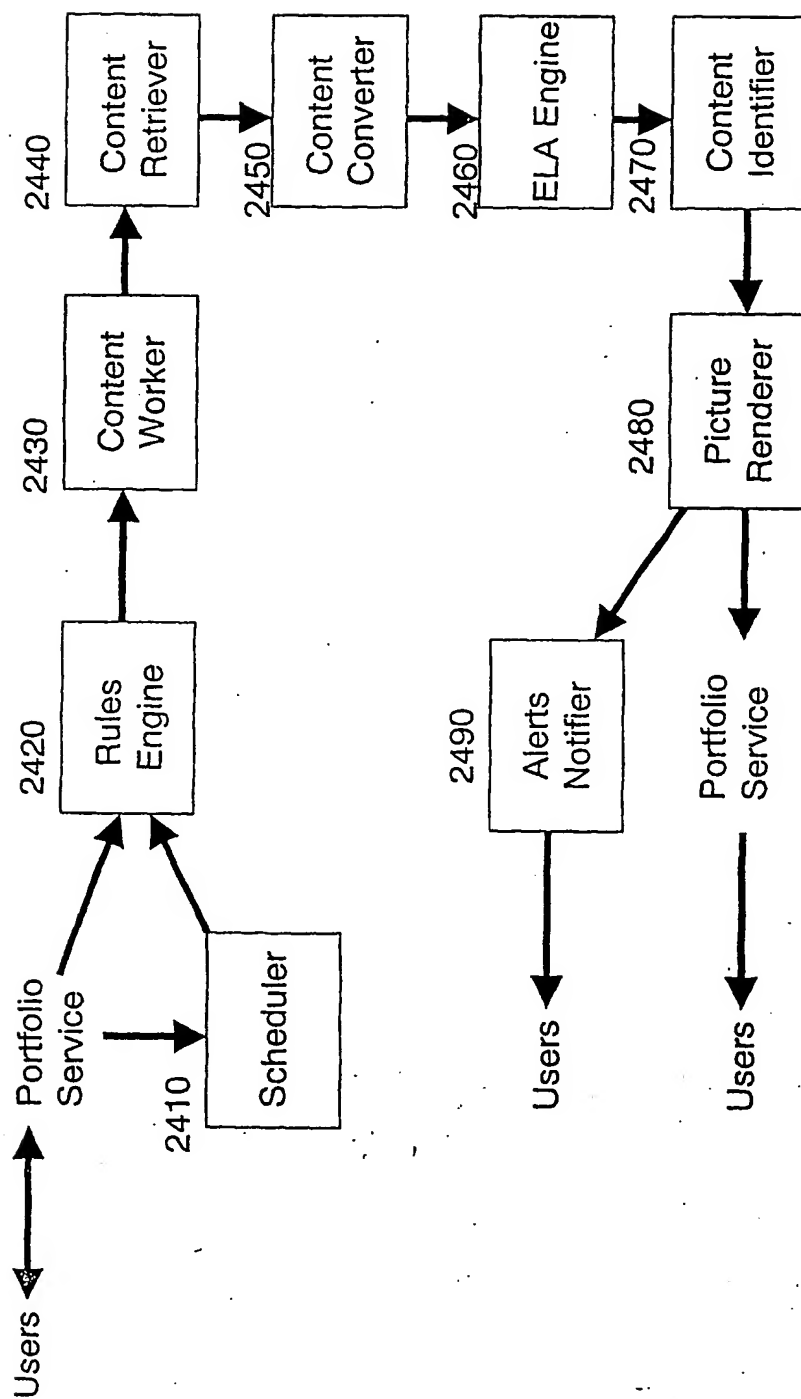 Users
Portfolio
Service
2410
Scheduler
2420
Rules
Engine
2430
Content
Worker
2440
Content
Retriever
2450
Content
Converter
2460
ELA Engine
2470
Content
Identifier
2480
Picture
Renderer
2490
Alerts
Notifier
Users
Portfolio
Service
Users